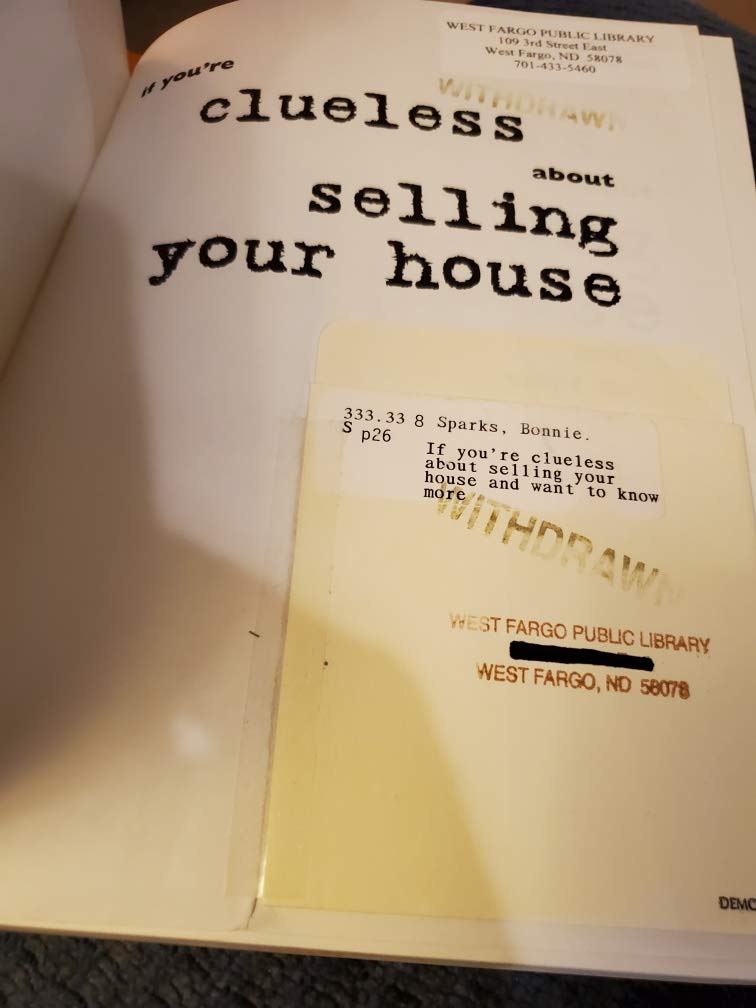 WEST FARGO PUBLIC LIBRARY
109 3rd Street East
West Fargo, ND 58078
701-433-5460
WITHDRAWN
if you're
clueless
about
selling
your house
333.33 8 Sparks, Bonnie.
S p26
If you're clueless
about selling your
house and want to know
more
WITHDRAWN
WEST FARGO PUBLIC LIBRARY
WEST FARGO, ND 58078
DEMC